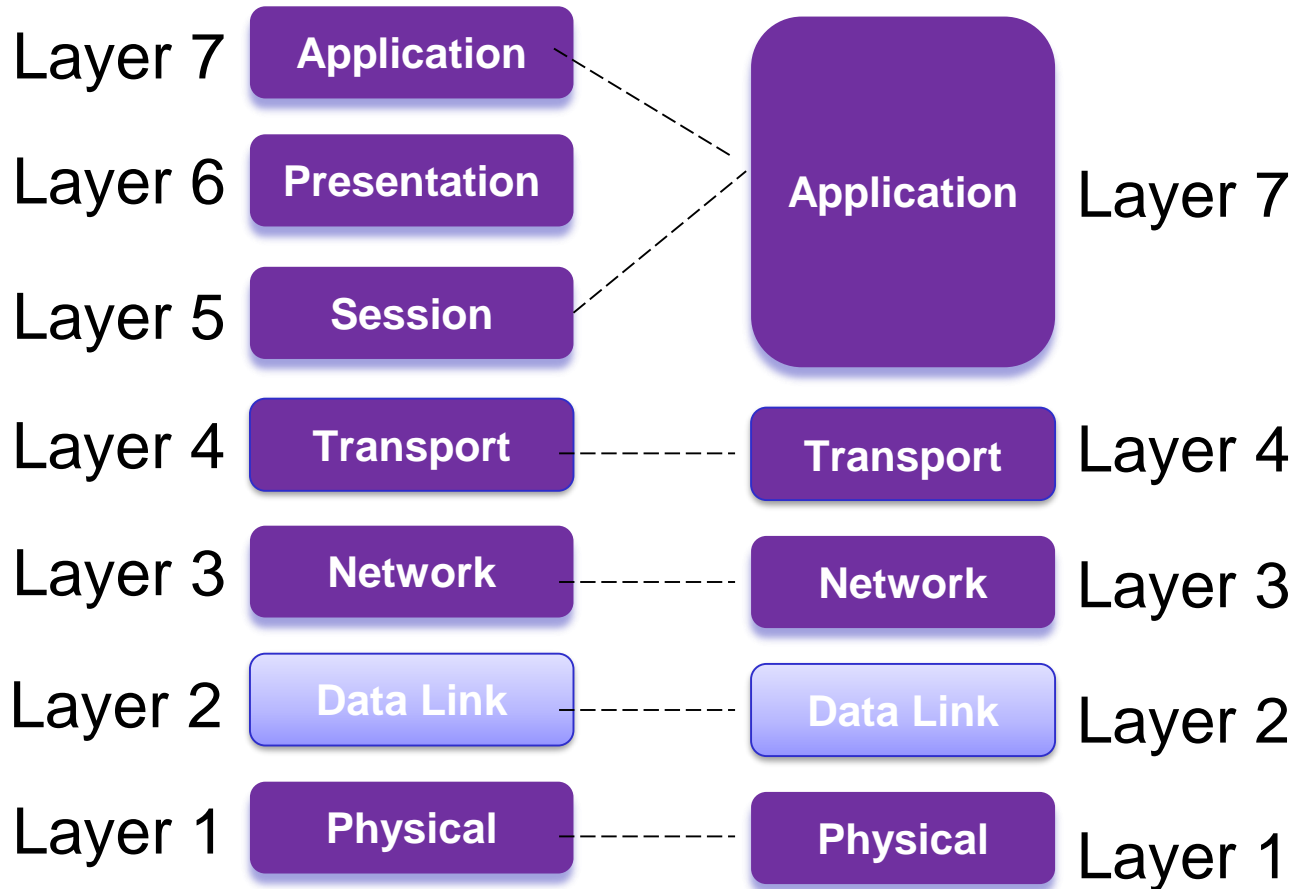 Layer 7
Application
Layer 6
Presentation
Layer 5
Session
Layer 4
Transport
Layer 3
Network
Layer 2
Data Link
Layer 1
Physical
Application
Layer 7
Transport
Layer 4
Network
Layer 3
Data Link
Layer 2
Physical
Layer 1